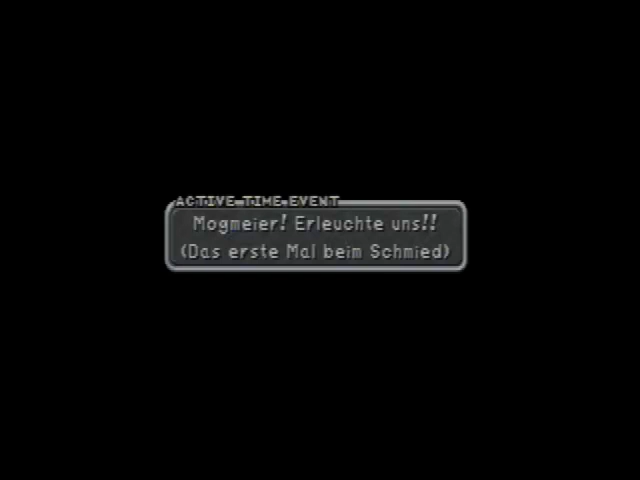 ACTIVE TIME EVENT
Mogmeier! Erleuchte uns!!
(Das erste Mal beim Schmied)